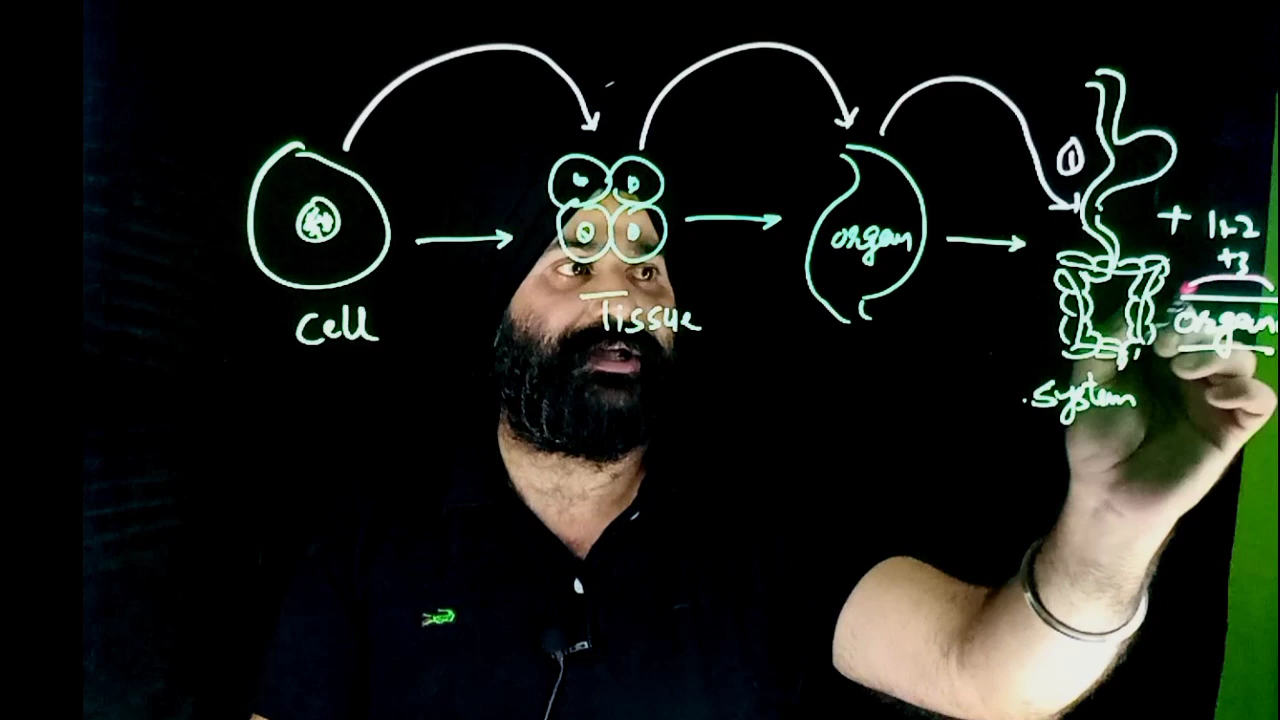 cell
Tissue
organ
①
system
+ 1+2
+3
organ